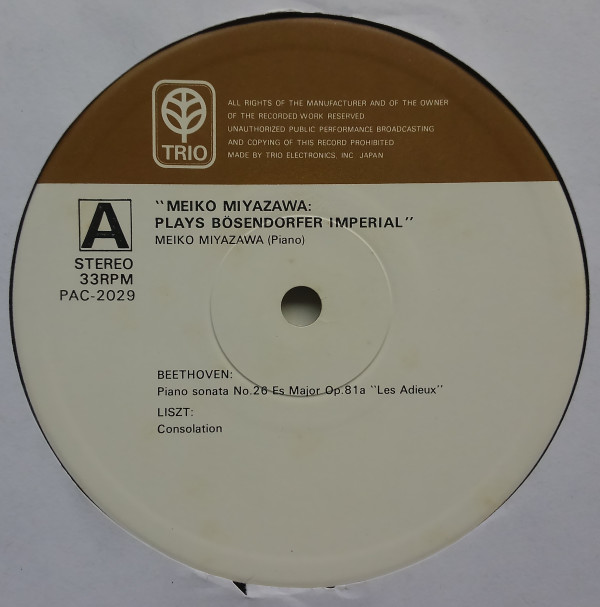 TRIO
ALL RIGHTS OF THE MANUFACTURER AND OF THE OWNER
OF THE RECORDED WORK RESERVED
UNAUTHORIZED PUBLIC PERFORMANCE BROADCASTING
AND COPYING OF THIS RECORD PROHIBITED
MADE BY TRIO ELECTRONICS, INC. JAPAN
A
STEREO
33RPM
PAC-2029
"MEIKO MIYAZAWA:
PLAYS BÖSENDORFER IMPERIAL"
MEIKO MIYAZAWA (Piano)
BEETHOVEN:
Piano sonata No.26 Es Major Op.81a "Les Adieux"
LISZT:
Consolation